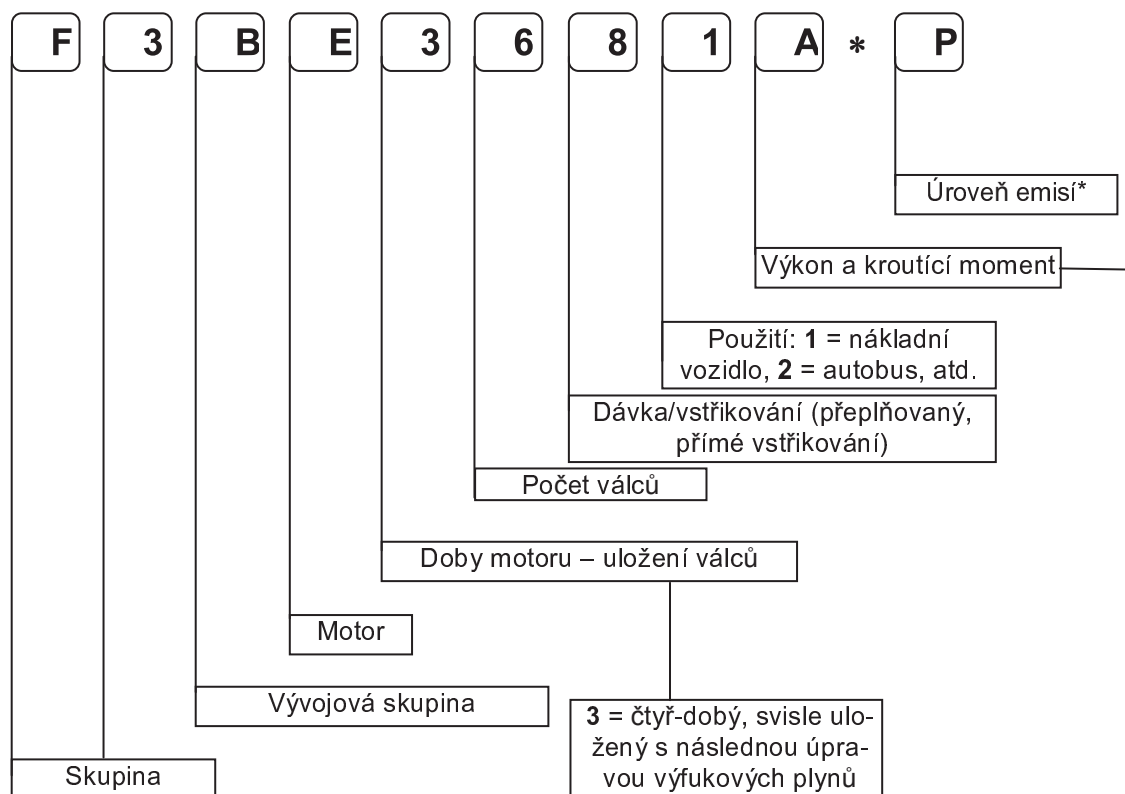 F 3 B E 3 6 8 1 A * P
Úroveň emisí*
Výkon a kroutící moment
Použití: 1 = nákladní
vozidlo, 2 = autobus, atd.
Dávka/vstřikování (přeplňovaný,
přímé vstřikování)
Počet válců
Doby motoru – uložení válců
Motor
Vývojová skupina
3 = čtyř-dobý, svisle ulo-
žený s následnou úpra-
vou výfukových plynů
Skupina